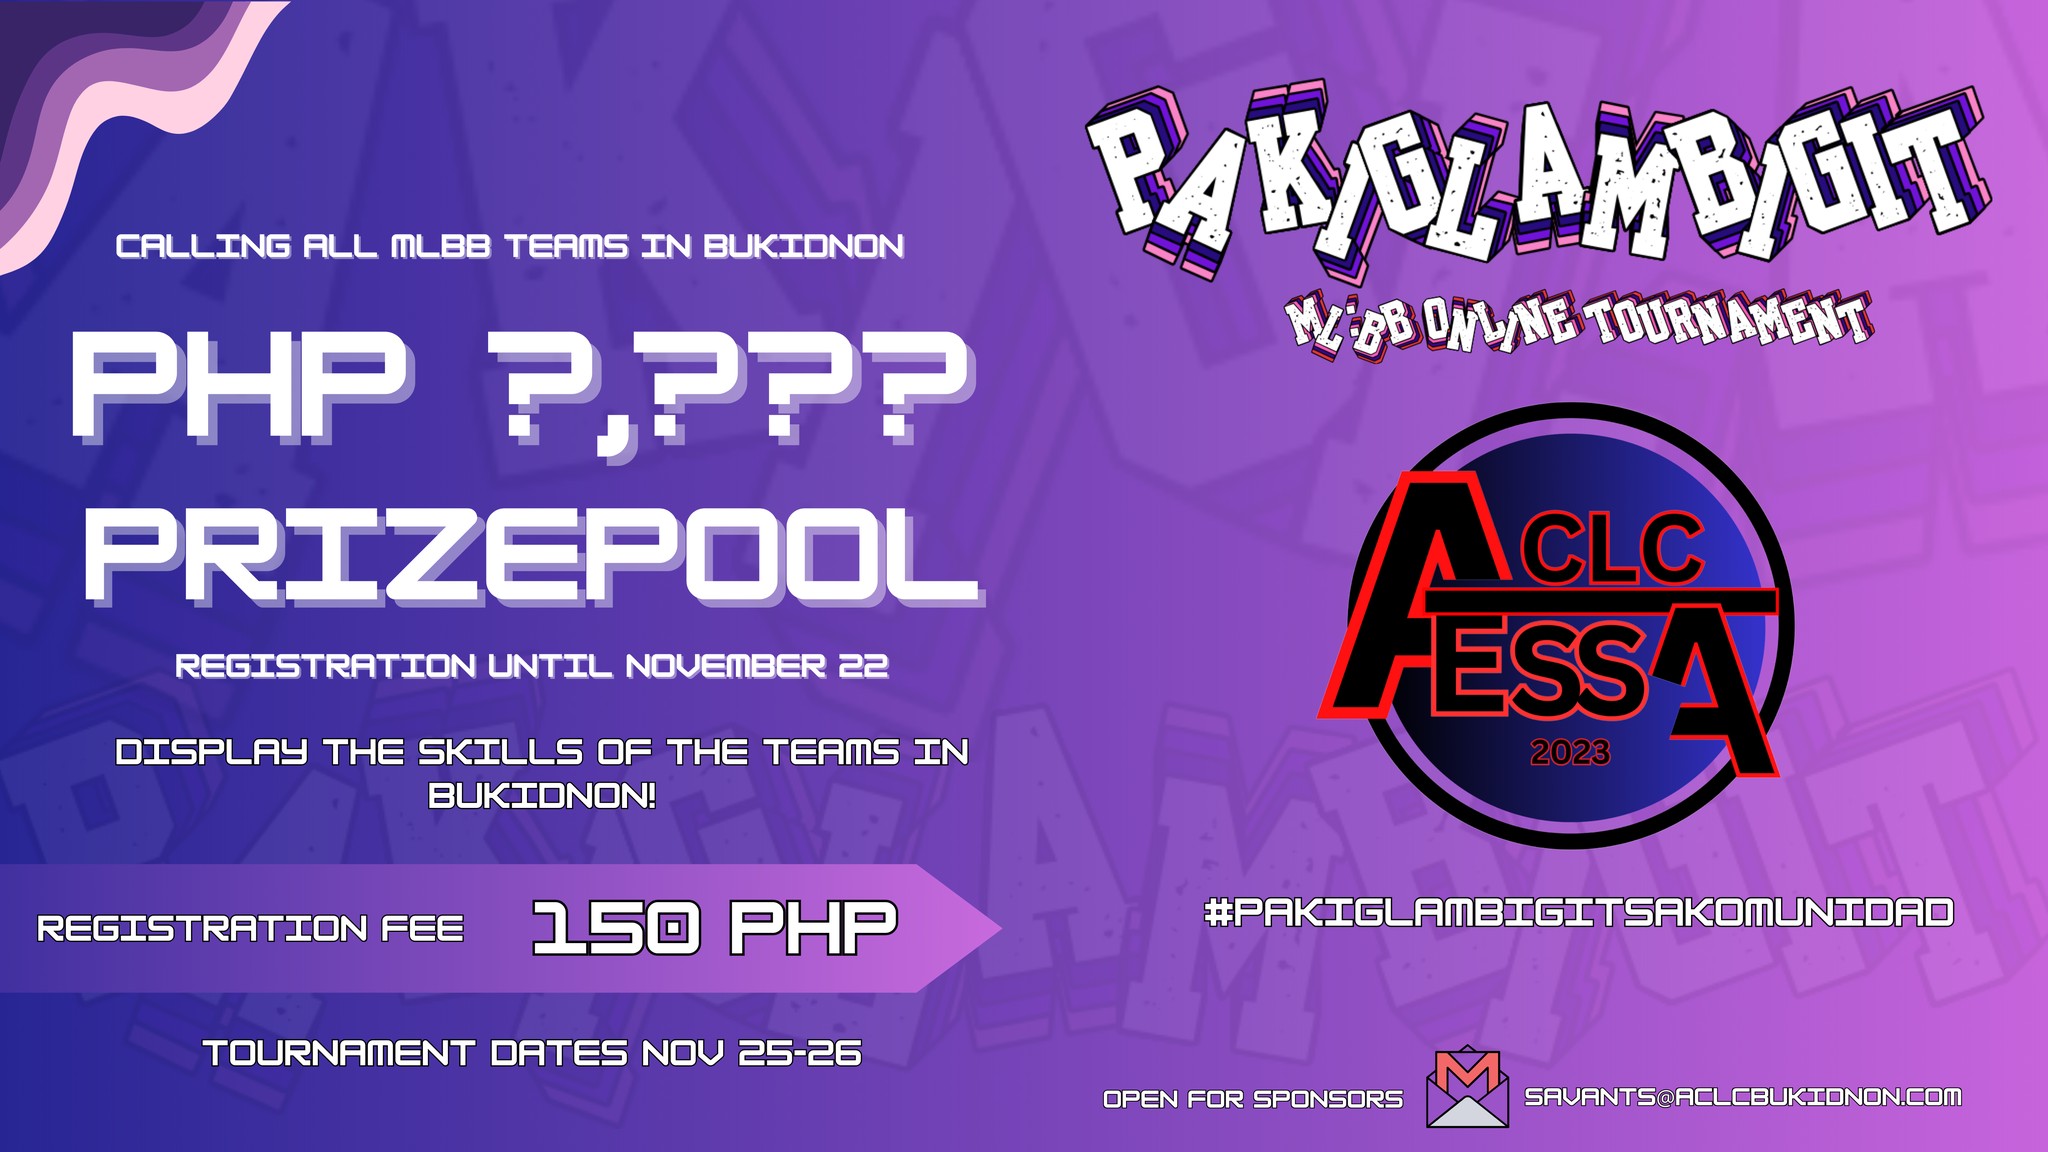 CALLING ALL MLBB TEAMS IN BUKIDNON
PHP ?,???
PRIZEPOOL
REGISTRATION UNTIL NOVEMBER 22
DISPLAY THE SKILLS OF THE TEAMS IN
BUKIDNON!
REGISTRATION FEE 150 PHP
TOURNAMENT DATES NOV 25-26
PAKIGLAMBIGIT
ML:BB ONLINE TOURNAMENT
ACLC
ESSA
2023
#PAKIGLAMBIGITSAKOMUNIDAD
OPEN FOR SPONSORS SAVANTS@ACLCBUKIDNON.COM